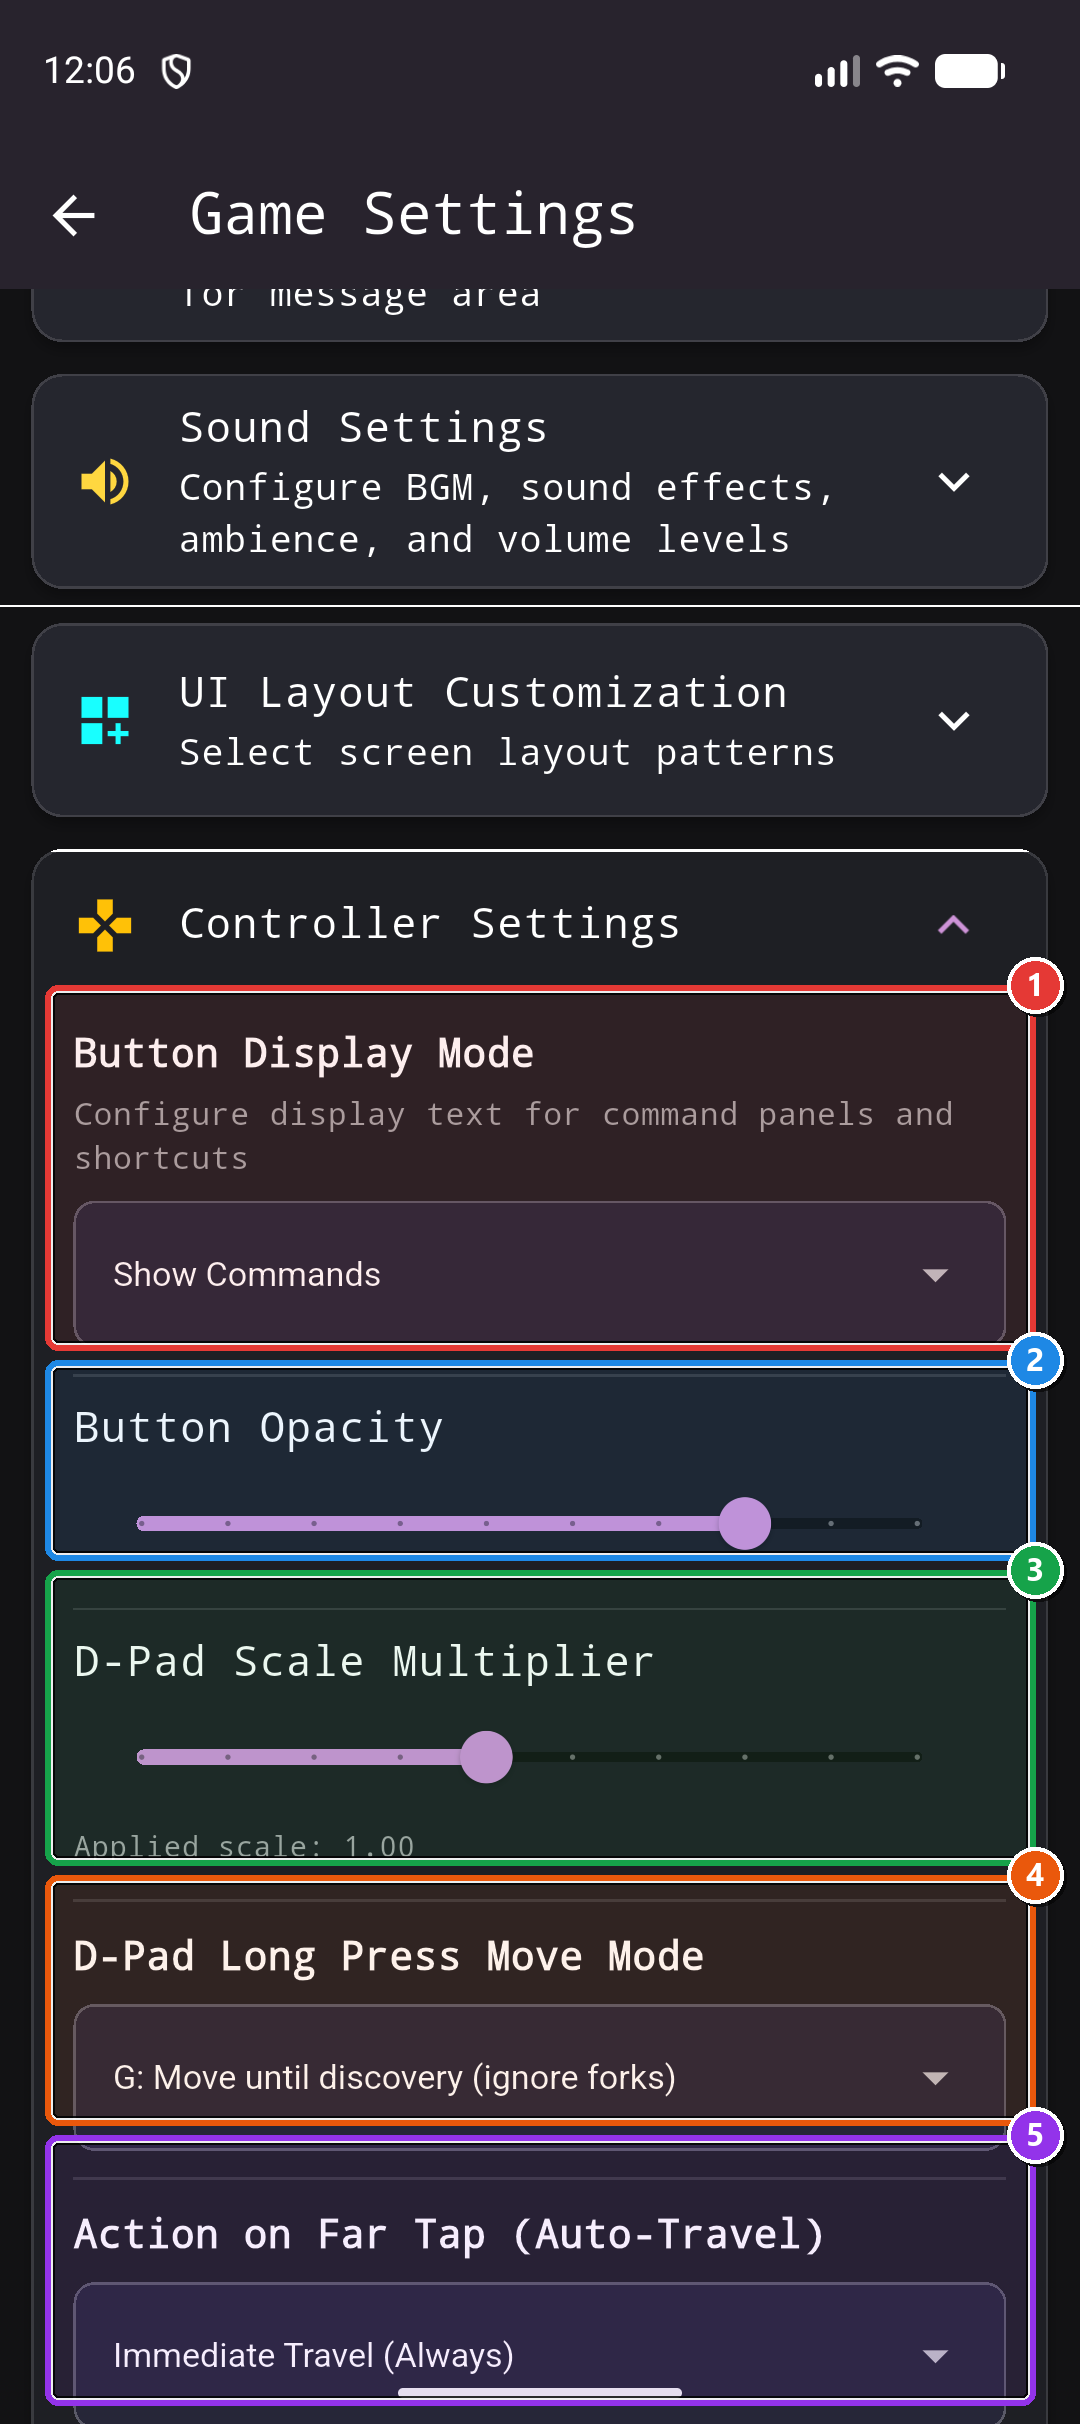 12:06
Game Settings
for message area
Sound Settings
Configure BGM, sound effects,
ambience, and volume levels
UI Layout Customization
Select screen layout patterns
Controller Settings
1
Button Display Mode
Configure display text for command panels and
shortcuts
Show Commands
2
Button Opacity
3
D-Pad Scale Multiplier
Applied scale: 1.00
4
D-Pad Long Press Move Mode
G: Move until discovery (ignore forks)
5
Action on Far Tap (Auto-Travel)
Immediate Travel (Always)